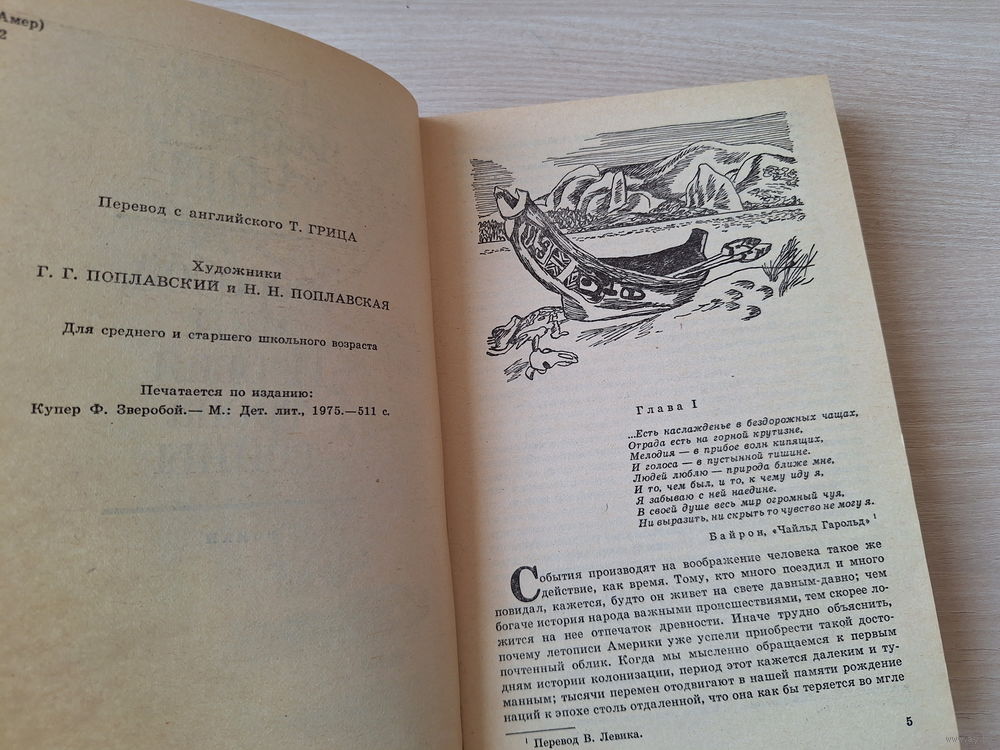 Амер)
2
Перевод с английского Т. ГРИЦА
Художники
Г. Г. ПОПЛАВСКИЙ и Н. Н. ПОПЛАВСКАЯ
Для среднего и старшего школьного возраста
Печатается по изданию:
Купер Ф. Зверобой.— М.: Дет. лит., 1975.—511 с.
Глава I
...Есть наслажденье в бездорожных чащах,
Отрада есть на горной крутизне,
Мелодия — в прибое волн кипящих,
И голоса — в пустынной тишине.
Людей люблю — природа ближе мне,
И то, чем был, и то, к чему иду я,
Я забываю с ней наедине.
В своей душе весь мир огромный чуя,
Ни выразить, ни скрыть то чувство не могу я.
Байрон, «Чайльд Гарольд» ¹
События производят на воображение человека такое же
действие, как время. Тому, кто много поездил и много
повидал, кажется, будто он живет на свете давным-давно; чем
богаче история народа важными происшествиями, тем скорее ло-
жится на нее отпечаток древности. Иначе трудно объяснить,
почему летописи Америки уже успели приобрести такой досто-
почтенный облик. Когда мы мысленно обращаемся к первым
дням истории колонизации, период этот кажется далеким и ту-
манным; тысячи перемен отодвигают в нашей памяти рождение
наций к эпохе столь отдаленной, что она как бы теряется во мгле
¹ Перевод В. Левика.
5